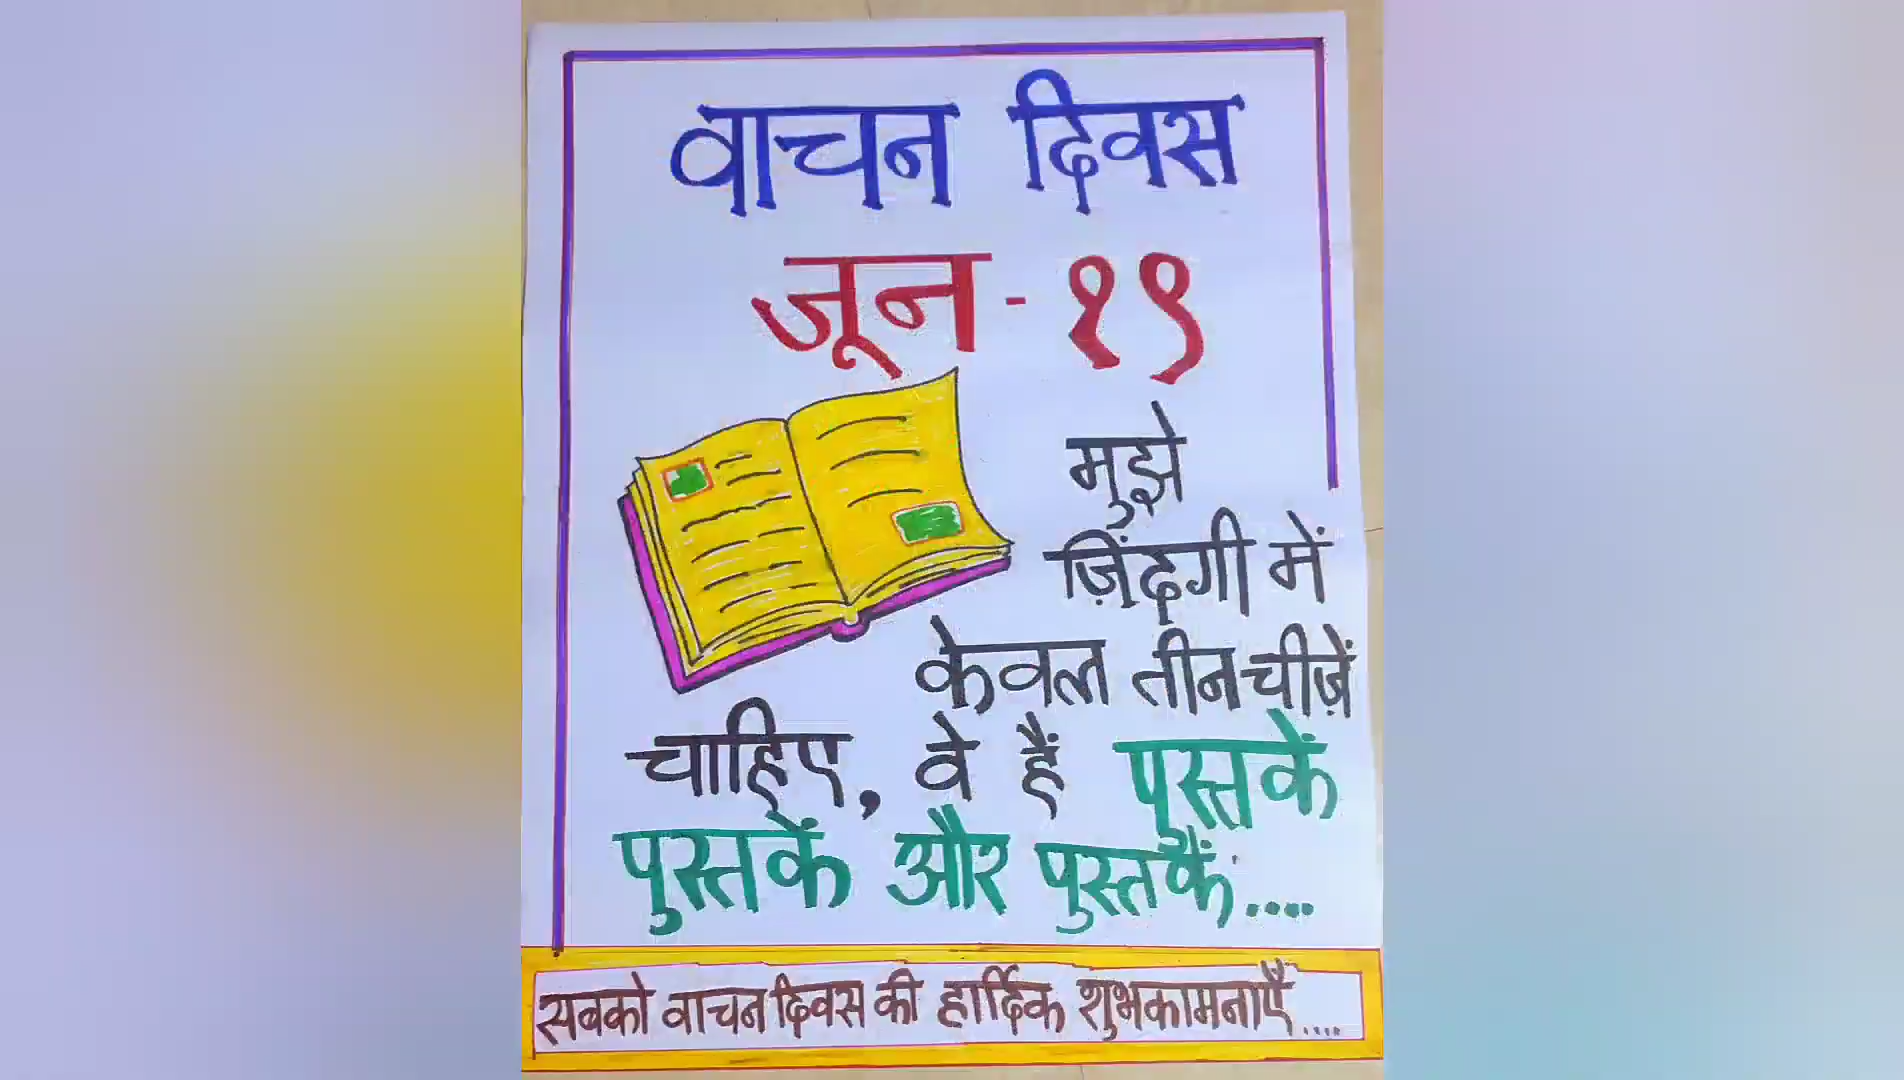 वाचन दिवस
जून - १९
मुझे
ज़िंदगी में
केवल तीन चीज़ें
चाहिए, वे हैं पुस्तकें
पुस्तकें और पुस्तकें....
सबको वाचन दिवस की हार्दिक शुभकामनाएँ....